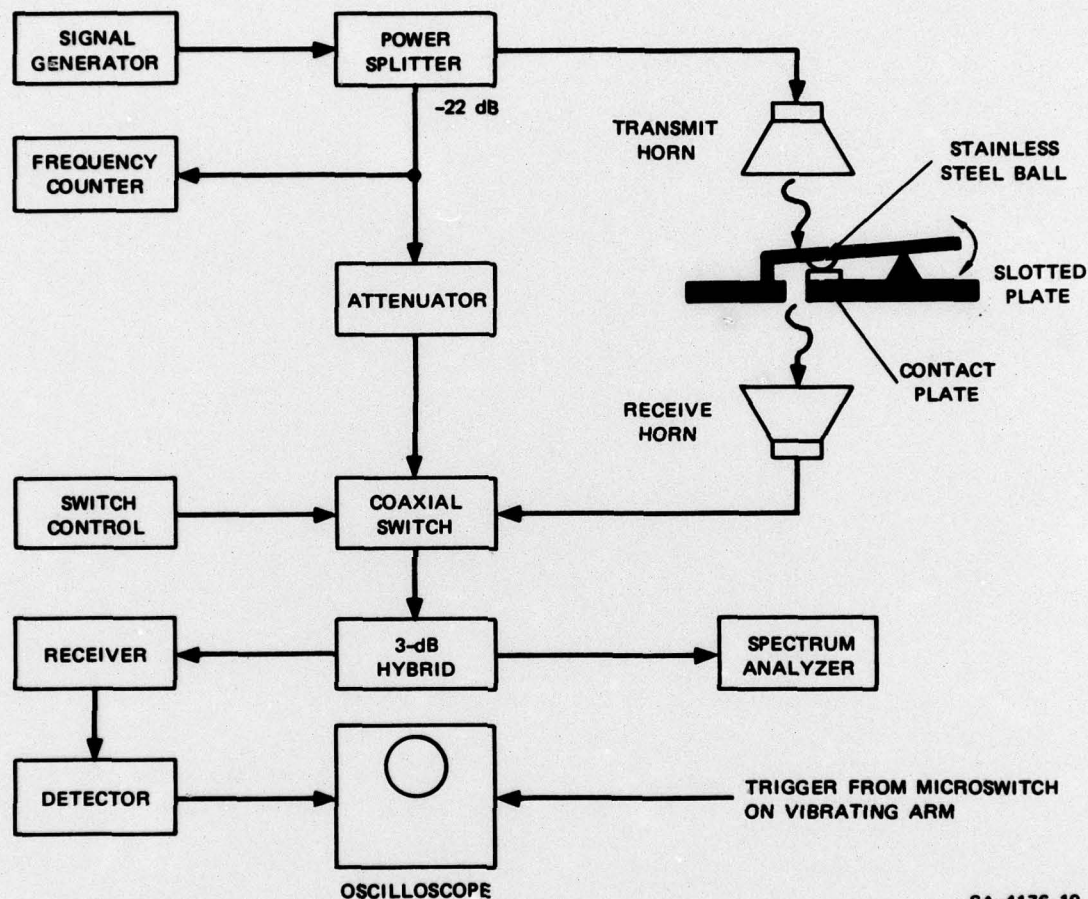 SIGNAL
GENERATOR
POWER
SPLITTER
-22 dB
TRANSMIT
HORN
STAINLESS
STEEL BALL
FREQUENCY
COUNTER
SLOTTED
PLATE
ATTENUATOR
CONTACT
PLATE
RECEIVE
HORN
SWITCH
CONTROL
COAXIAL
SWITCH
RECEIVER
3-dB
HYBRID
SPECTRUM
ANALYZER
DETECTOR
TRIGGER FROM MICROSWITCH
ON VIBRATING ARM
OSCILLOSCOPE